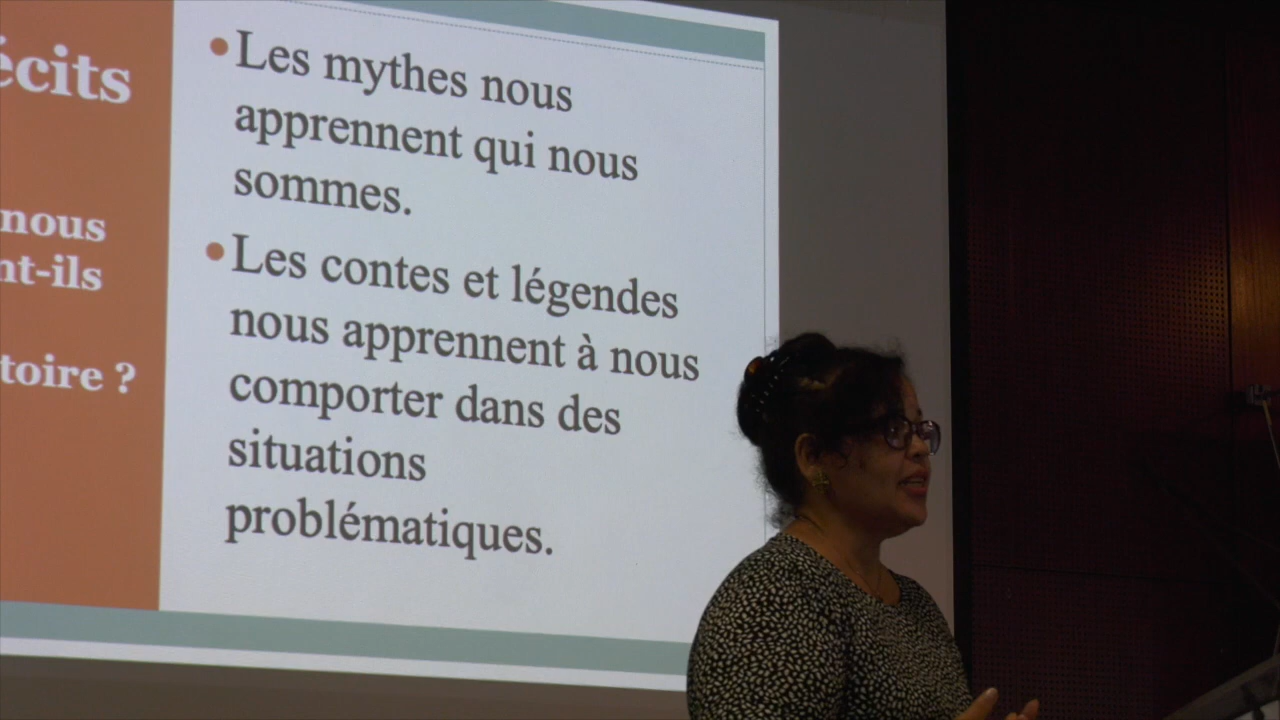 écits
nous
nt-ils
toire ?
• Les mythes nous
apprennent qui nous
sommes.
• Les contes et légendes
nous apprennent à nous
comporter dans des
situations
problématiques.